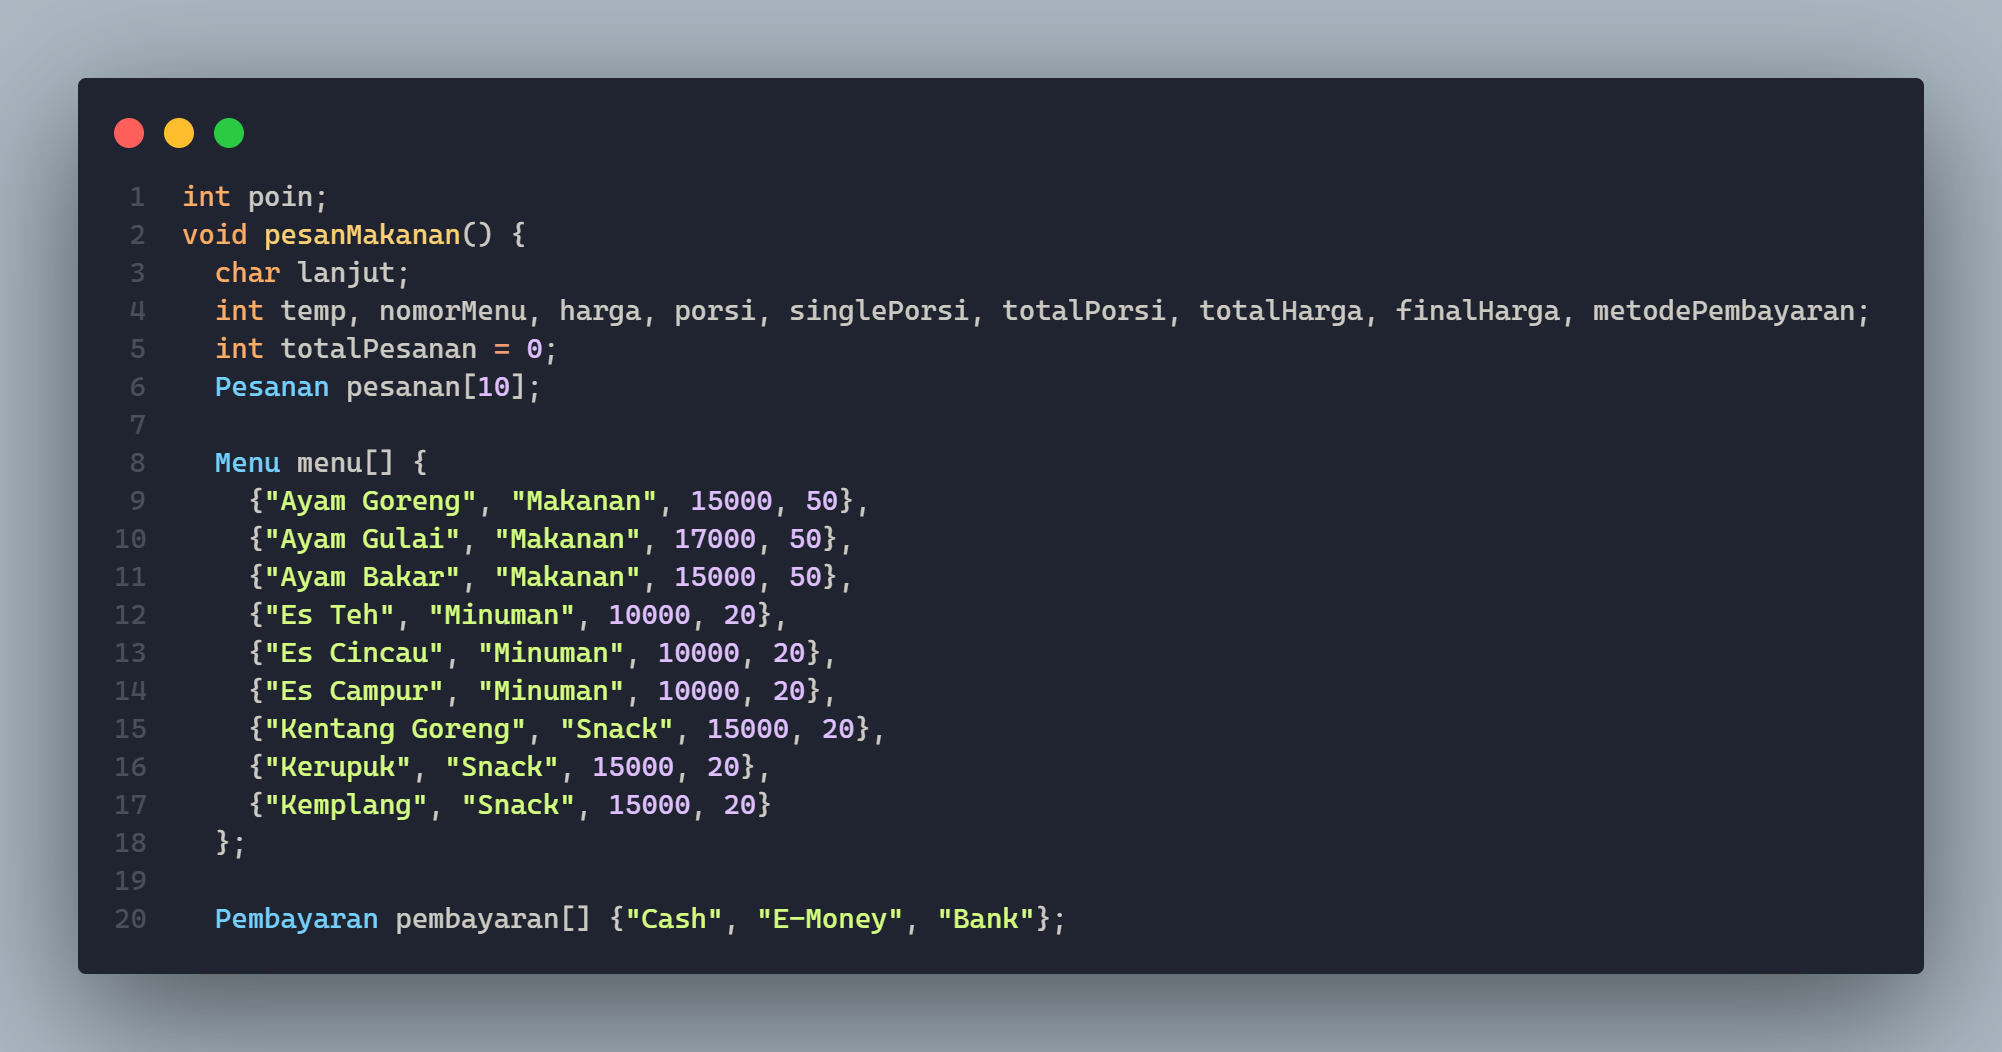 1 int poin;
2 void pesanMakanan() {
3   char lanjut;
4   int temp, nomorMenu, harga, porsi, singlePorsi, totalPorsi, totalHarga, finalHarga, metodePembayaran;
5   int totalPesanan = 0;
6   Pesanan pesanan[10];
7
8   Menu menu[] {
9     {"Ayam Goreng", "Makanan", 15000, 50},
10     {"Ayam Gulai", "Makanan", 17000, 50},
11     {"Ayam Bakar", "Makanan", 15000, 50},
12     {"Es Teh", "Minuman", 10000, 20},
13     {"Es Cincau", "Minuman", 10000, 20},
14     {"Es Campur", "Minuman", 10000, 20},
15     {"Kentang Goreng", "Snack", 15000, 20},
16     {"Kerupuk", "Snack", 15000, 20},
17     {"Kemplang", "Snack", 15000, 20}
18   };
19
20   Pembayaran pembayaran[] {"Cash", "E-Money", "Bank"};